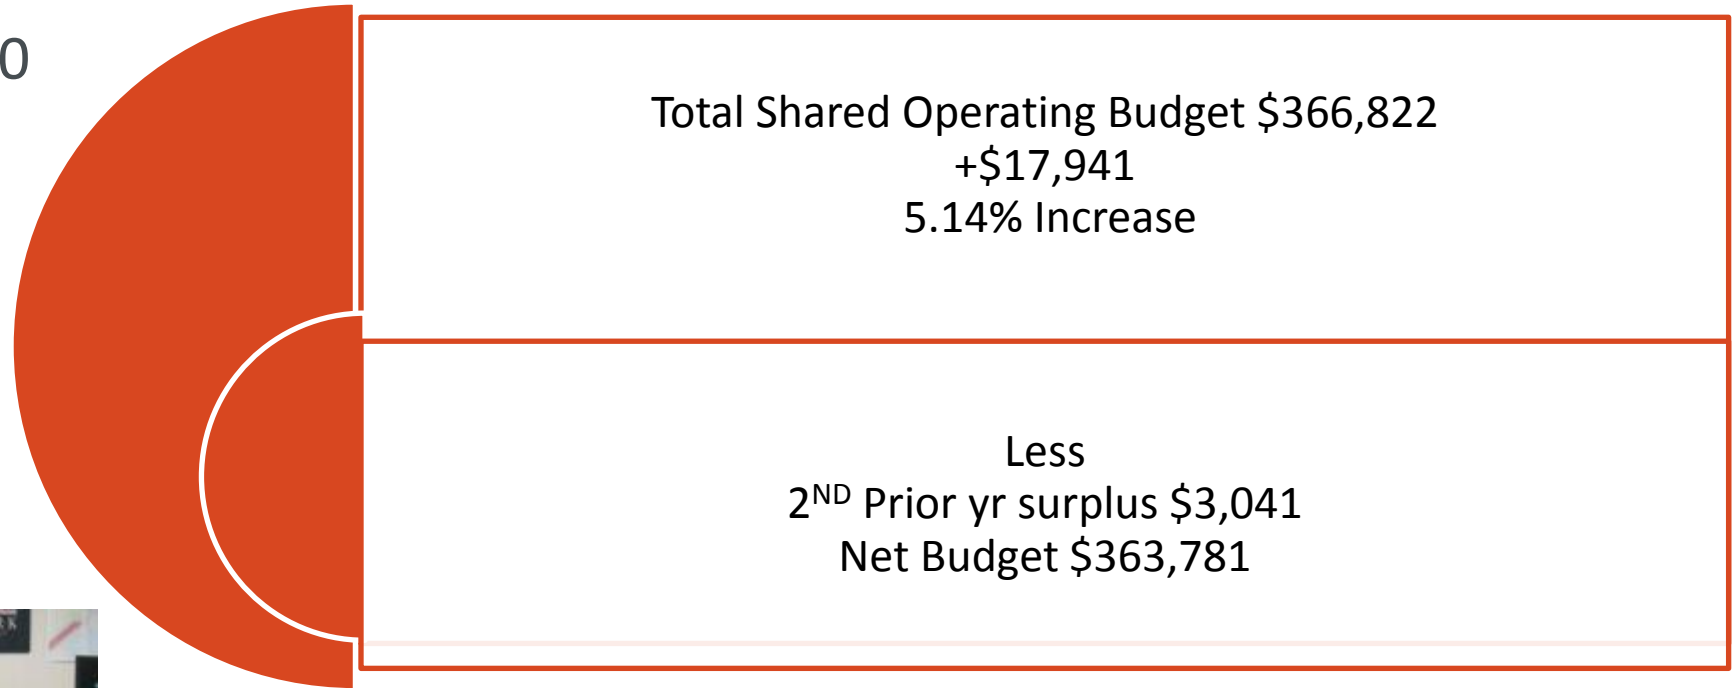 0
Total Shared Operating Budget $366,822
+$17,941
5.14% Increase
Less
2ND Prior yr surplus $3,041
Net Budget $363,781